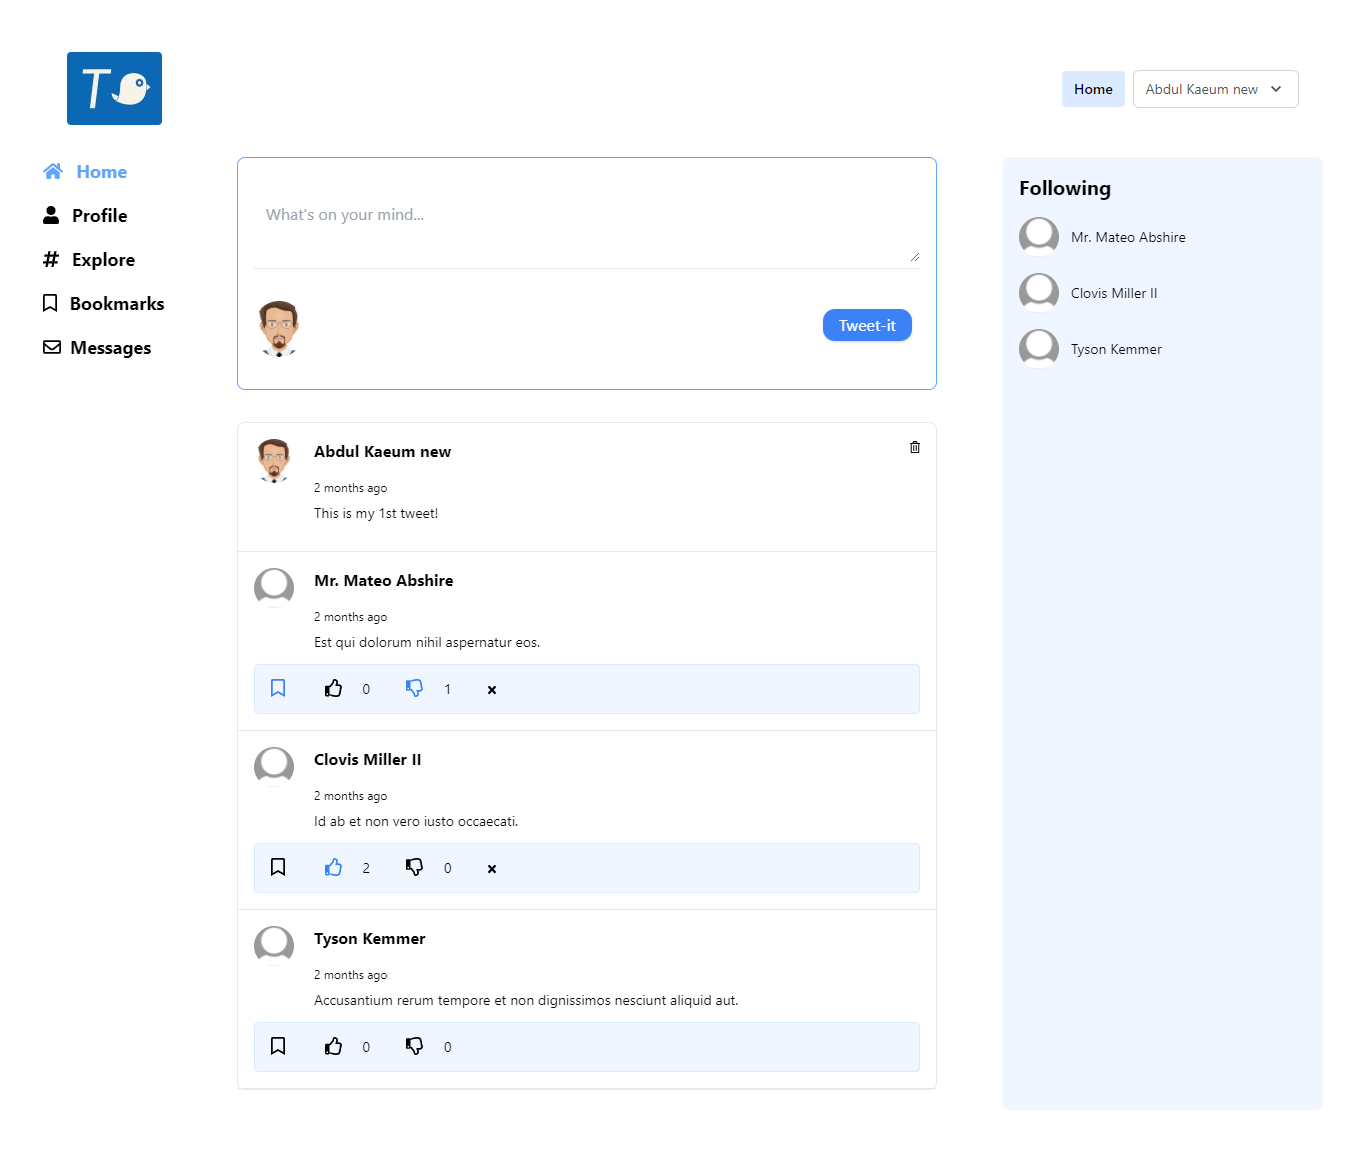 T
Home
Abdul Kaeum new
Home
Profile
Explore
Bookmarks
Messages
What's on your mind...
Tweet-it
Abdul Kaeum new
2 months ago
This is my 1st tweet!
Mr. Mateo Abshire
2 months ago
Est qui dolorum nihil aspernatur eos.
0 1
Clovis Miller II
2 months ago
Id ab et non vero iusto occaecati.
2 0
Tyson Kemmer
2 months ago
Accusantium rerum tempore et non dignissimos nesciunt aliquid aut.
0 0
Following
Mr. Mateo Abshire
Clovis Miller II
Tyson Kemmer